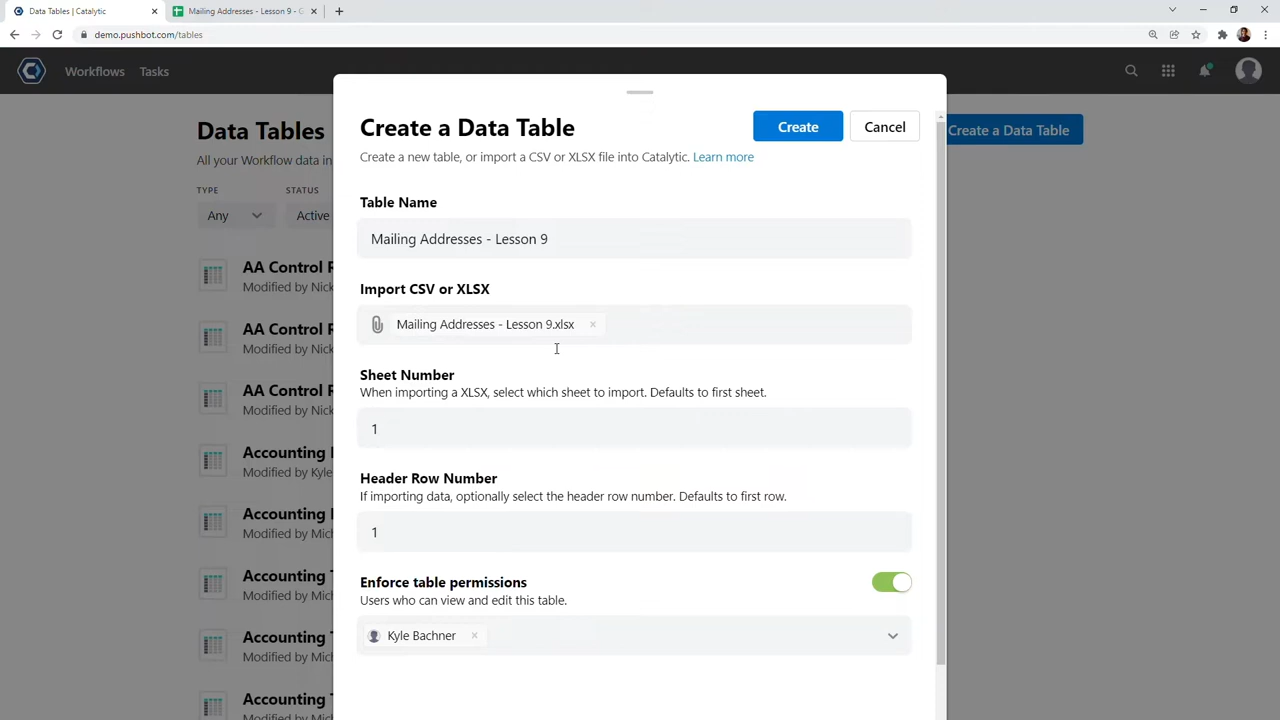 Data Tables | Catalytic
Mailing Addresses - Lesson 9 - G
demo.pushbot.com/tables
Workflows
Tasks
Data Tables
All your Workflow data in
TYPE
STATUS
Any
Active
AA Control R
Modified by Nick
AA Control R
Modified by Nick
AA Control R
Modified by Nick
Accounting
Modified by Kyle
Accounting
Modified by Mich
Accounting T
Modified by Mich
Accounting T
Modified by Mich
Accounting T
Create a Data Table
Create a Data Table
Create
Cancel
Create a new table, or import a CSV or XLSX file into Catalytic. Learn more
Table Name
Mailing Addresses - Lesson 9
Import CSV or XLSX
Mailing Addresses - Lesson 9.xlsx
Sheet Number
When importing a XLSX, select which sheet to import. Defaults to first sheet.
1
Header Row Number
If importing data, optionally select the header row number. Defaults to first row.
1
Enforce table permissions
Users who can view and edit this table.
Kyle Bachner